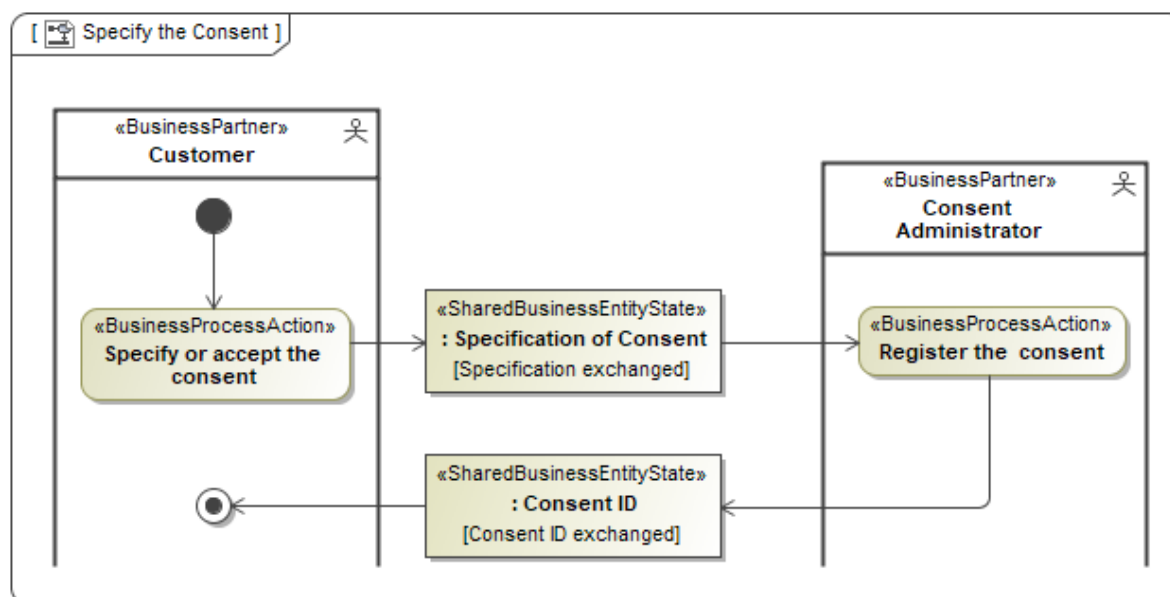 [ Specify the Consent ]
«BusinessPartner»
Customer
«BusinessPartner»
Consent
Administrator
«BusinessProcessAction»
Specify or accept the
consent
«SharedBusinessEntityState»
: Specification of Consent
[Specification exchanged]
«BusinessProcessAction»
Register the consent
«SharedBusinessEntityState»
: Consent ID
[Consent ID exchanged]